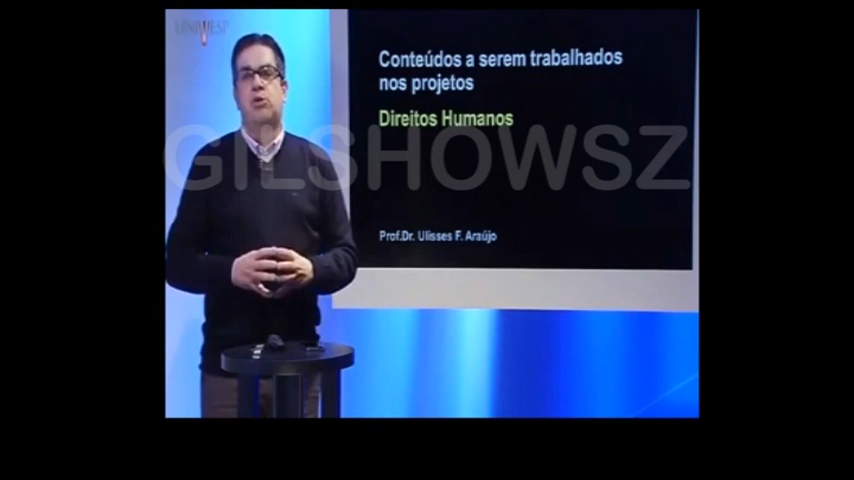 UNIVESP
Conteúdos a serem trabalhados
nos projetos
Direitos Humanos
GILSHOWSZ
Prof.Dr. Ulisses F. Araújo